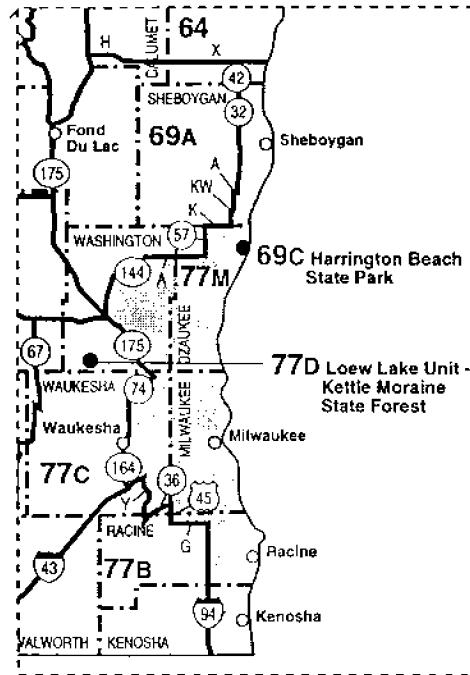 64
H
CALUMET
X
42
SHEBOYGAN
32
Fond
Du Lac
69A
Sheboygan
175
A
KW
K
57
WASHINGTON
69C Harrington Beach
State Park
144
A
77M
OZAUKEE
175
67
77D Loew Lake Unit -
Kettle Moraine
State Forest
WAUKESHA
74
MILWAUKEE
Waukesha
Milwaukee
77C
164
36
45
Y
RACINE
G
Racine
43
77B
94
Kenosha
WALWORTH
KENOSHA